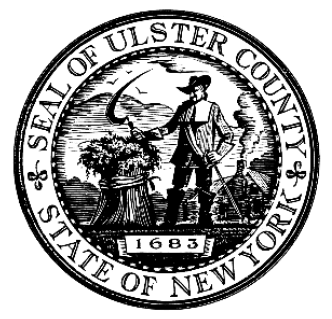 SEAL OF ULSTER COUNTY
STATE OF NEW YORK
1683